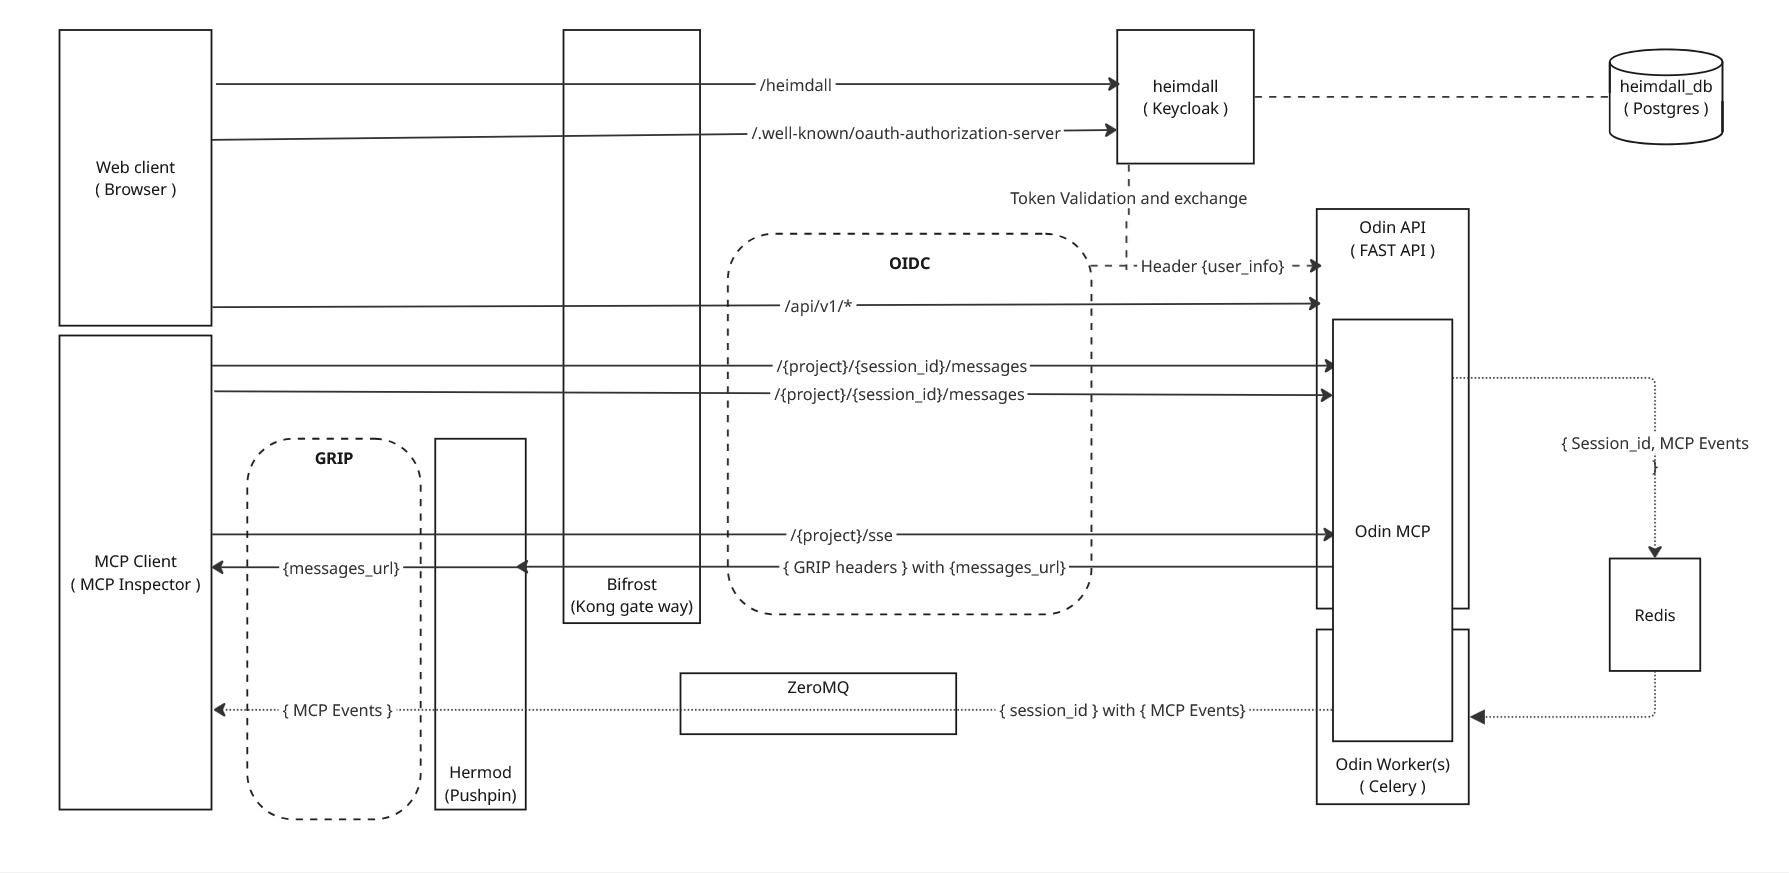 /heimdall
heimdall
( Keycloak )
heimdall_db
( Postgres )
/.well-known/oauth-authorization-server
Web client
( Browser )
Token Validation and exchange
Odin API
( FAST API )
OIDC
Header {user_info}
/api/v1/*
/{project}/{session_id}/messages
/{project}/{session_id}/messages
{ Session_id, MCP Events
}
GRIP
/{project}/sse
Odin MCP
MCP Client
( MCP Inspector )
{messages_url}
{ GRIP headers } with {messages_url}
Bifrost
(Kong gate way)
Redis
ZeroMQ
{ MCP Events }
{ session_id } with { MCP Events}
Hermod
(Pushpin)
Odin Worker(s)
( Celery )